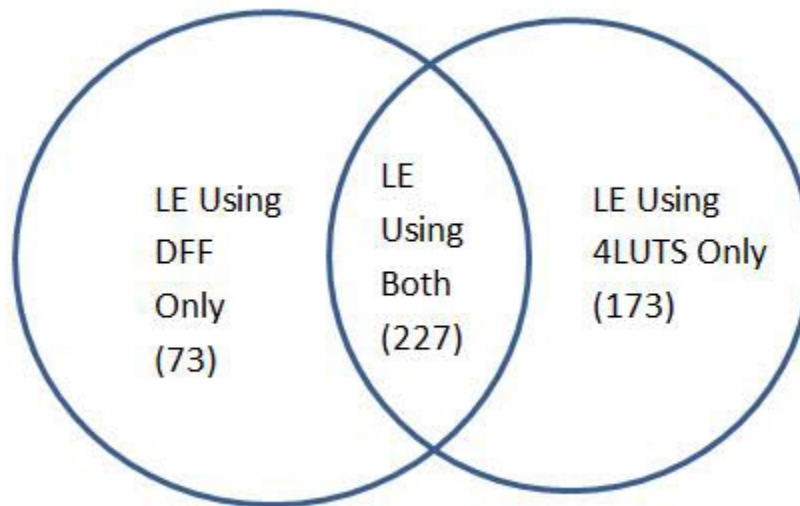 LE Using
DFF
Only
(73)
LE
Using
Both
(227)
LE Using
4LUTS Only
(173)